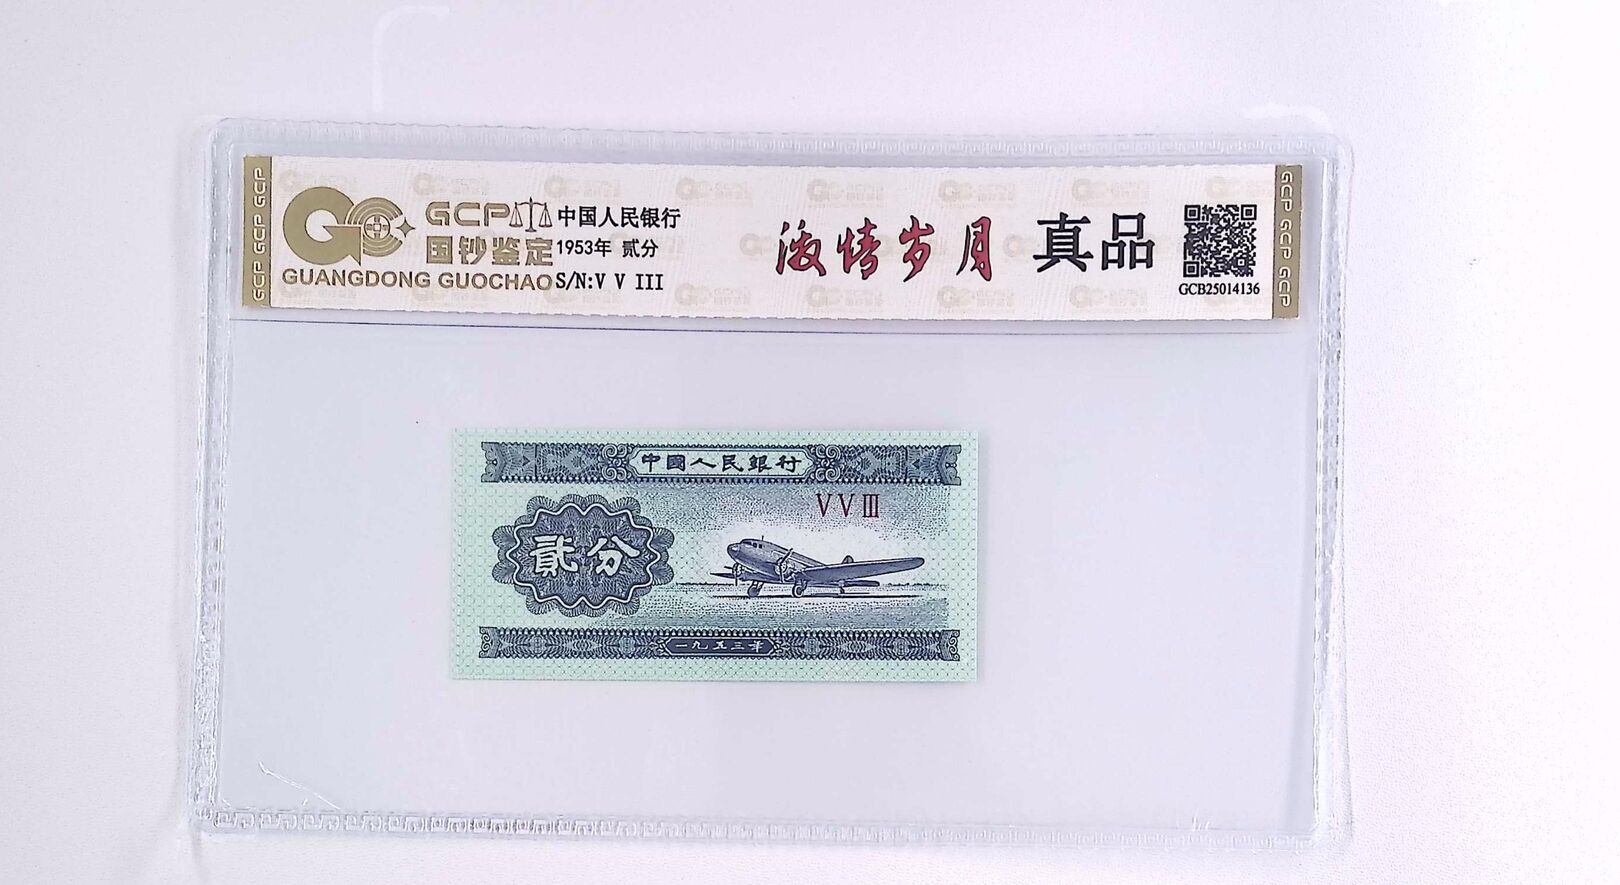 GCP GCP GCP
GCP
国钞鉴定
GUANGDONG GUOCHAO
中国人民银行
1953年 贰分
S/N:V V III
激情岁月
真品
GCB25014136
GCP GCP GCP
中國人民銀行
VVⅢ
貳分
一九五三年